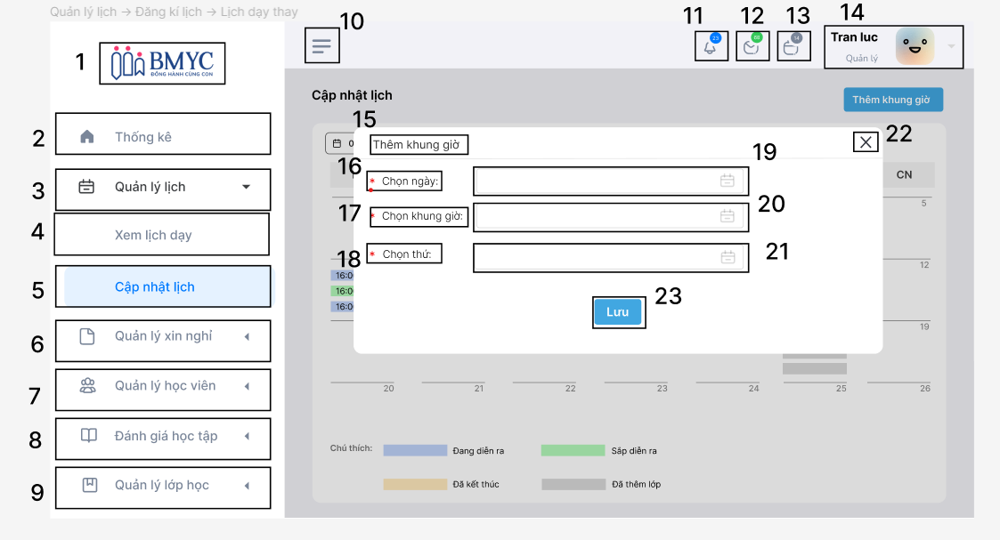 Quản lý lịch → Đăng kí lịch → Lịch dạy thay
1
BMYC
ĐỒNG HÀNH CÙNG CON
2 Thống kê
3 Quản lý lịch
4 Xem lịch dạy
5 Cập nhật lịch
6 Quản lý xin nghỉ
7 Quản lý học viên
8 Đánh giá học tập
9 Quản lý lớp học
10 11 12 13 14
23 68 14
Tran luc
Quản lý
Cập nhật lịch
Thêm khung giờ
15 22
0
Thêm khung giờ
CN
16 * Chọn ngày: 19
17 * Chọn khung giờ: 20
18 * Chọn thứ: 21
5
12
16:0
16:0
16:0
Lưu 23
19
20 21 22 23 24 25 26
Chú thích: Đang diễn ra Sắp diễn ra
Đã kết thúc Đã thêm lớp